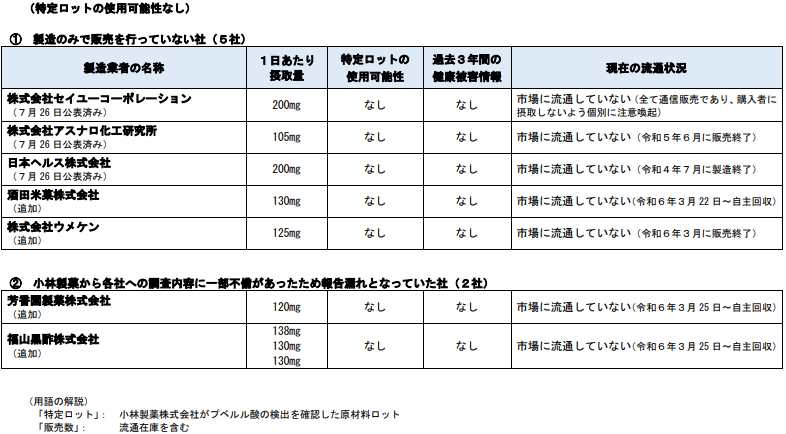 （特定ロットの使用可能性なし）
① 製造のみで販売を行っていない社（５社）
製造業者の名称 １日あたり摂取量 特定ロットの使用可能性 過去３年間の健康被害情報 現在の流通状況
株式会社セイユーコーポレーション
（７月26日公表済み）
200mg なし なし 市場に流通していない（全て通信販売であり、購入者に
摂取しないよう個別に注意喚起）
株式会社アスナロ化工研究所
（７月26日公表済み）
105mg なし なし 市場に流通していない（令和５年６月に販売終了）
日本ヘルス株式会社
（７月26日公表済み）
200mg なし なし 市場に流通していない（令和４年７月に製造終了）
酒田米菓株式会社
（追加）
130mg なし なし 市場に流通していない（令和６年３月22日～自主回収）
株式会社ウメケン
（追加）
125mg なし なし 市場に流通していない（令和６年３月に販売終了）
② 小林製薬から各社への調査内容に一部不備があったため報告漏れとなっていた社（２社）
芳香園製薬株式会社
（追加）
120mg なし なし 市場に流通していない（令和６年３月25日～自主回収）
福山黒酢株式会社
（追加）
138mg
130mg
130mg
なし なし 市場に流通していない（令和６年３月25日～自主回収）
（用語の解説）
「特定ロット」： 小林製薬株式会社がプベルル酸の検出を確認した原材料ロット
「販売数」： 流通在庫を含む